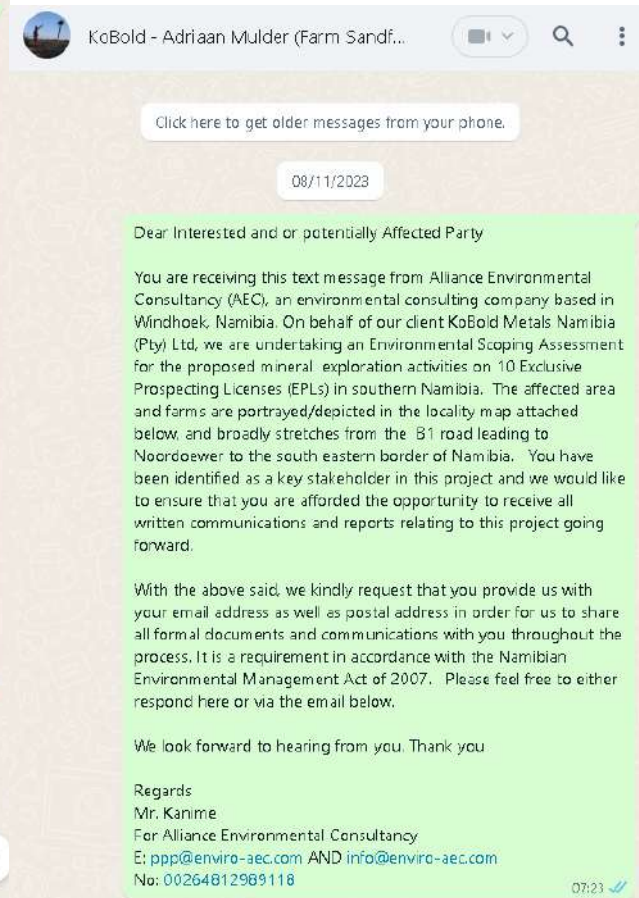 KoBold - Adriaan Mulder (Farm Sandf...
Click here to get older messages from your phone.
08/11/2023
Dear Interested and or potentially Affected Party
You are receiving this text message from Alliance Environmental
Consultancy (AEC), an environmental consulting company based in
Windhoek, Namibia. On behalf of our client KoBold Metals Namibia
(Pty) Ltd, we are undertaking an Environmental Scoping Assessment
for the proposed mineral exploration activities on 10 Exclusive
Prospecting Licenses (EPLs) in southern Namibia. The affected area
and farms are portrayed/depicted in the locality map attached
below, and broadly stretches from the B1 road leading to
Noordoewer to the south eastern border of Namibia. You have
been identified as a key stakeholder in this project and we would like
to ensure that you are afforded the opportunity to receive all
written communications and reports relating to this project going
forward.
With the above said, we kindly request that you provide us with
your email address as well as postal address in order for us to share
all formal documents and communications with you throughout the
process. It is a requirement in accordance with the Namibian
Environmental Management Act of 2007. Please feel free to either
respond here or via the email below.
We look forward to hearing from you. Thank you
Regards
Mr. Kanime
For Alliance Environmental Consultancy
E: ppp@enviro-aec.com AND info@enviro-aec.com
No: 00264812989118
07:23